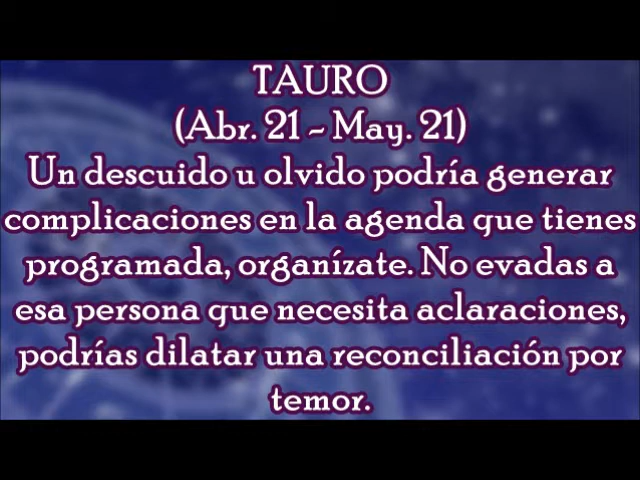 TAURO
(Abr. 21 - May. 21)
Un descuido u olvido podría generar
complicaciones en la agenda que tienes
programada, organízate. No evadas a
esa persona que necesita aclaraciones,
podrías dilatar una reconciliación por
temor.